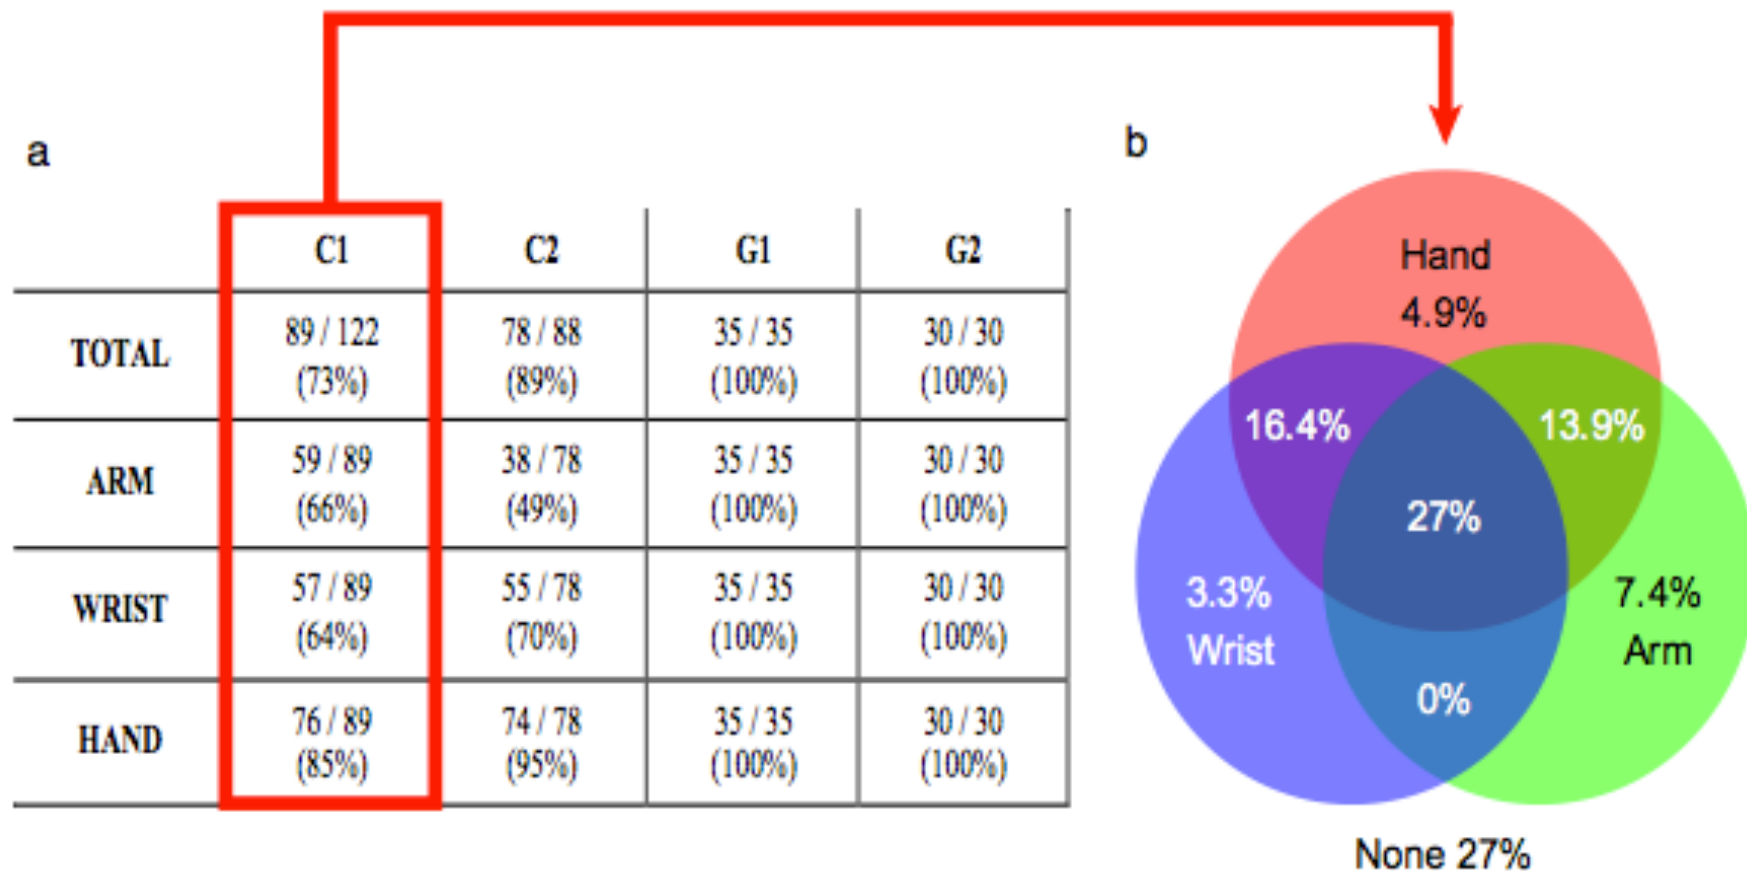 a
b
C1 C2 G1 G2
TOTAL 89 / 122 78 / 88 35 / 35 30 / 30
(73%) (89%) (100%) (100%)
ARM 59 / 89 38 / 78 35 / 35 30 / 30
(66%) (49%) (100%) (100%)
WRIST 57 / 89 55 / 78 35 / 35 30 / 30
(64%) (70%) (100%) (100%)
HAND 76 / 89 74 / 78 35 / 35 30 / 30
(85%) (95%) (100%) (100%)
Hand
4.9%
16.4% 13.9%
27%
3.3% 7.4%
Wrist Arm
0%
None 27%